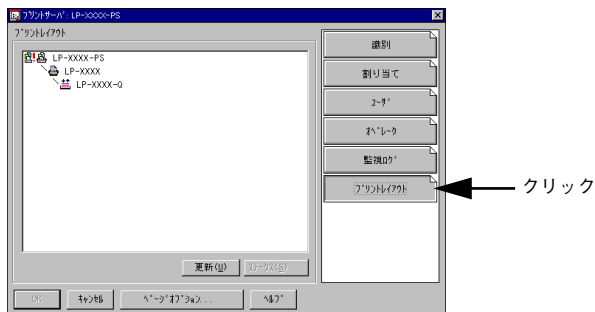 ﾌﾟﾘﾝﾄｻｰﾊﾞ: LP-XXXX-PS
ﾌﾟﾘﾝﾄﾚｲｱｳﾄ
LP-XXXX-PS
LP-XXXX
LP-XXXX-Q
更新(U)
ｽﾃｰﾀｽ(S)
OK
ｷｬﾝｾﾙ
ﾍﾟｰｼﾞｵﾌﾟｼｮﾝ...
ﾍﾙﾌﾟ
識別
割り当て
ﾕｰｻﾞ
ｵﾍﾟﾚｰﾀ
監視ﾛｸﾞ
ﾌﾟﾘﾝﾄﾚｲｱｳﾄ
クリック